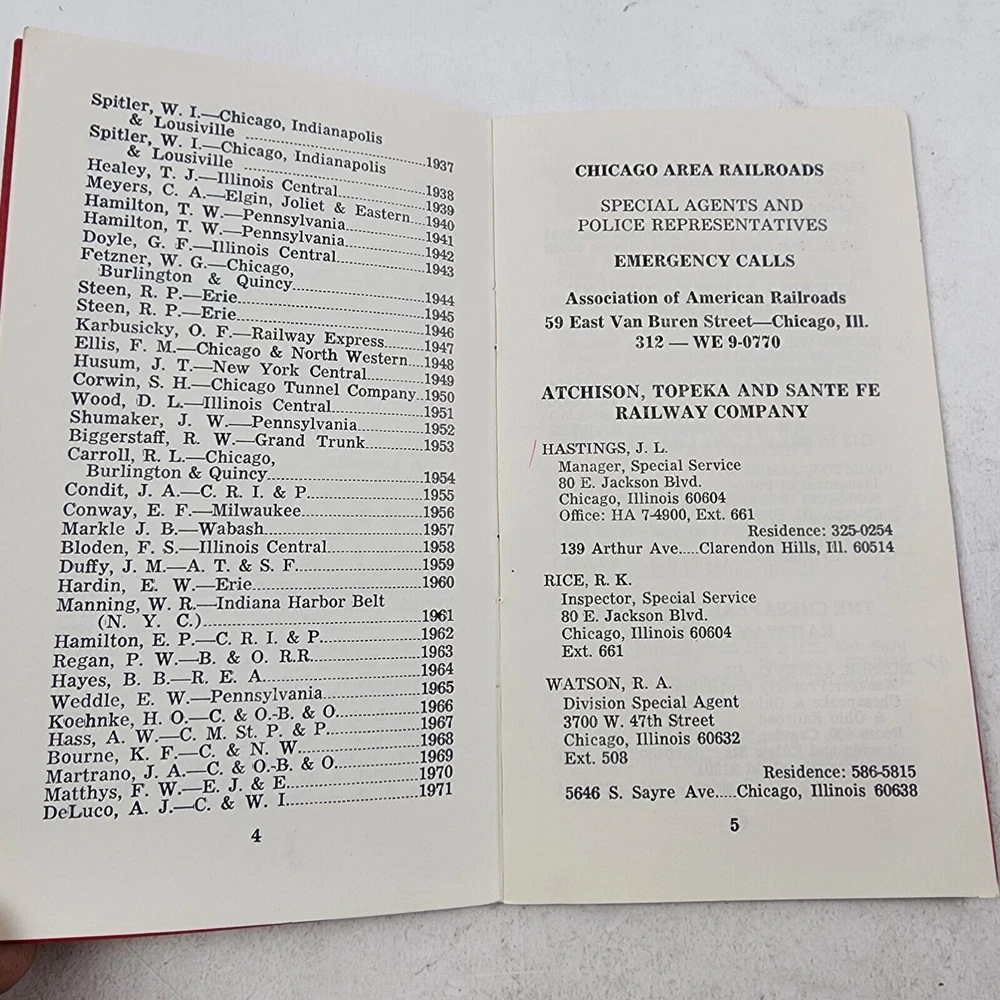 Spitler, W. I.—Chicago, Indianapolis
& Lousiville ........ 1937
Spitler, W. I.—Chicago, Indianapolis
& Lousiville ........ 1938
Healey, T. J.—Illinois Central ........ 1939
Meyers, C. A.—Elgin, Joliet & Eastern ... 1940
Hamilton, T. W.—Pennsylvania ........ 1941
Hamilton, T. W.—Pennsylvania ........ 1942
Doyle, G. F.—Illinois Central ........ 1943
Fetzner, W. G.—Chicago,
Burlington & Quincy ........ 1944
Steen, R. P.—Erie ........ 1945
Steen, R. P.—Erie ........ 1946
Karbusicky, O. F.—Railway Express ........ 1947
Ellis, F. M.—Chicago & North Western .... 1948
Husum, J. T.—New York Central ........ 1949
Corwin, S. H.—Chicago Tunnel Company .. 1950
Wood, D. L.—Illinois Central ........ 1951
Shumaker, J. W.—Pennsylvania ........ 1952
Biggerstaff, R. W.—Grand Trunk ........ 1953
Carroll, R. L.—Chicago,
Burlington & Quincy ........ 1954
Condit, J. A.—C. R. I. & P. ........ 1955
Conway, E. F.—Milwaukee ........ 1956
Markle J. B.—Wabash ........ 1957
Bloden, F. S.—Illinois Central ........ 1958
Duffy, J. M.—A. T. & S. F. ........ 1959
Hardin, E. W.—Erie ........ 1960
Manning, W. R.—Indiana Harbor Belt
(N. Y. C.) ........ 1961
Hamilton, E. P.—C. R. I. & P. ........ 1962
Regan, P. W.—B. & O. R.R. ........ 1963
Hayes, B. B.—R. E. A. ........ 1964
Weddle, E. W.—Pennsylvania ........ 1965
Koehnke, H. O.—C. & O.-B. & O. ........ 1966
Hass, A. W.—C. M. St. P. & P. ........ 1967
Bourne, K. F.—C. & N. W. ........ 1968
Martrano, J. A.—C. & O.-B. & O. ........ 1969
Matthys, F. W.—E. J. & E. ........ 1970
DeLuco, A. J.—C. & W. I. ........ 1971
4
CHICAGO AREA RAILROADS
SPECIAL AGENTS AND
POLICE REPRESENTATIVES
EMERGENCY CALLS
Association of American Railroads
59 East Van Buren Street—Chicago, Ill.
312 — WE 9-0770
ATCHISON, TOPEKA AND SANTE FE
RAILWAY COMPANY
HASTINGS, J. L.
Manager, Special Service
80 E. Jackson Blvd.
Chicago, Illinois 60604
Office: HA 7-4900, Ext. 661
Residence: 325-0254
139 Arthur Ave.....Clarendon Hills, Ill. 60514
RICE, R. K.
Inspector, Special Service
80 E. Jackson Blvd.
Chicago, Illinois 60604
Ext. 661
WATSON, R. A.
Division Special Agent
3700 W. 47th Street
Chicago, Illinois 60632
Ext. 508
Residence: 586-5815
5646 S. Sayre Ave.....Chicago, Illinois 60638
5